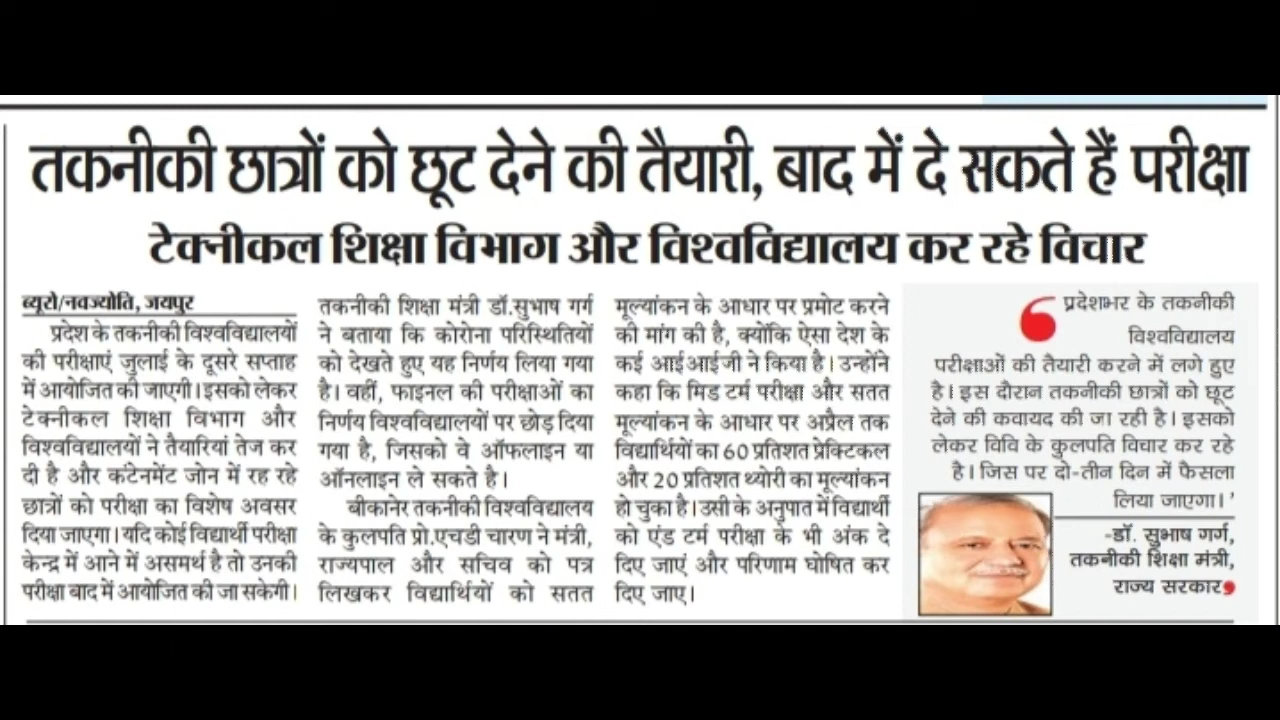 तकनीकी छात्रों को छूट देने की तैयारी, बाद में दे सकते हैं परीक्षा
टेक्नीकल शिक्षा विभाग और विश्वविद्यालय कर रहे विचार
ब्यूरो/नवज्योति, जयपुर
प्रदेश के तकनीकी विश्वविद्यालयों
की परीक्षाएं जुलाई के दूसरे सप्ताह
में आयोजित की जाएगी। इसको लेकर
टेक्नीकल शिक्षा विभाग और
विश्वविद्यालयों ने तैयारियां तेज कर
दी है और कंटेनमेंट जोन में रह रहे
छात्रों को परीक्षा का विशेष अवसर
दिया जाएगा। यदि कोई विद्यार्थी परीक्षा
केन्द्र में आने में असमर्थ है तो उनकी
परीक्षा बाद में आयोजित की जा सकेगी।
तकनीकी शिक्षा मंत्री डॉ.सुभाष गर्ग
ने बताया कि कोरोना परिस्थितियों
को देखते हुए यह निर्णय लिया गया
है। वहीं, फाइनल की परीक्षाओं का
निर्णय विश्वविद्यालयों पर छोड़ दिया
गया है, जिसको वे ऑफलाइन या
ऑनलाइन ले सकते है।
बीकानेर तकनीकी विश्वविद्यालय
के कुलपति प्रो.एचडी चारण ने मंत्री,
राज्यपाल और सचिव को पत्र
लिखकर विद्यार्थियों को सतत
मूल्यांकन के आधार पर प्रमोट करने
की मांग की है, क्योंकि ऐसा देश के
कई आईआईजी ने किया है। उन्होंने
कहा कि मिड टर्म परीक्षा और सतत
मूल्यांकन के आधार पर अप्रैल तक
विद्यार्थियों का 60 प्रतिशत प्रेक्टिकल
और 20 प्रतिशत थ्योरी का मूल्यांकन
हो चुका है। उसी के अनुपात में विद्यार्थी
को एंड टर्म परीक्षा के भी अंक दे
दिए जाएं और परिणाम घोषित कर
दिए जाए।
❛ प्रदेशभर के तकनीकी
विश्वविद्यालय
परीक्षाओं की तैयारी करने में लगे हुए
है। इस दौरान तकनीकी छात्रों को छूट
देने की कवायद की जा रही है। इसको
लेकर विवि के कुलपति विचार कर रहे
है। जिस पर दो-तीन दिन में फैसला
लिया जाएगा।'
-डॉ. सुभाष गर्ग,
तकनीकी शिक्षा मंत्री,
राज्य सरकार❜